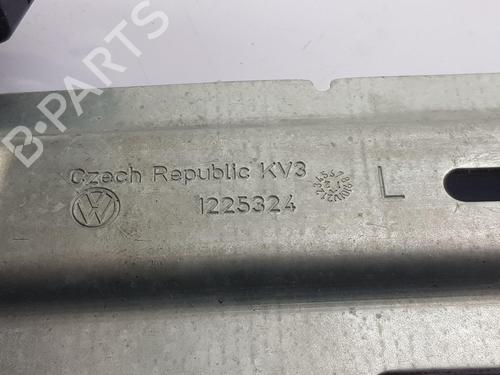 B-PARTS
Czech Republic KV3
1225324
L